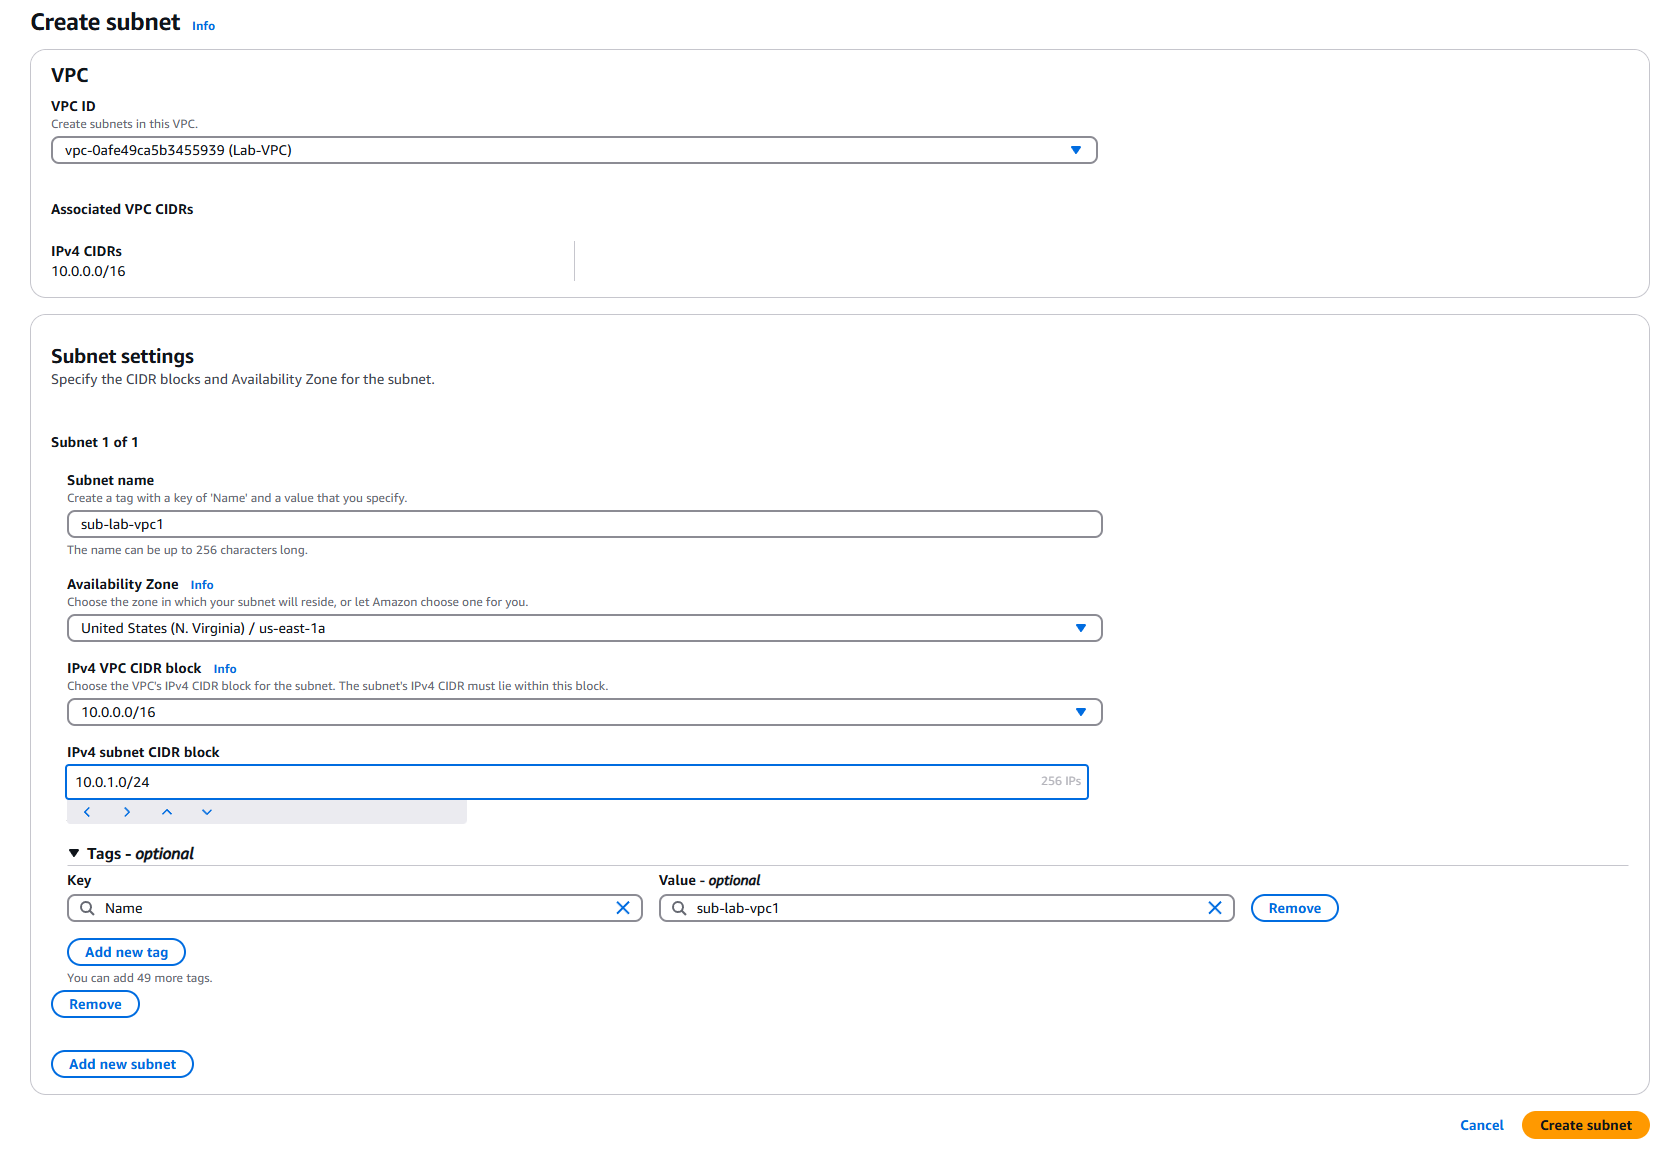 Create subnet Info
VPC
VPC ID
Create subnets in this VPC.
vpc-0afe49ca5b3455939 (Lab-VPC)
Associated VPC CIDRs
IPv4 CIDRs
10.0.0.0/16
Subnet settings
Specify the CIDR blocks and Availability Zone for the subnet.
Subnet 1 of 1
Subnet name
Create a tag with a key of 'Name' and a value that you specify.
sub-lab-vpc1
The name can be up to 256 characters long.
Availability Zone Info
Choose the zone in which your subnet will reside, or let Amazon choose one for you.
United States (N. Virginia) / us-east-1a
IPv4 VPC CIDR block Info
Choose the VPC's IPv4 CIDR block for the subnet. The subnet's IPv4 CIDR must lie within this block.
10.0.0.0/16
IPv4 subnet CIDR block
10.0.1.0/24 256 IPs
Tags - optional
Key Value - optional
Name sub-lab-vpc1 Remove
Add new tag
You can add 49 more tags.
Remove
Add new subnet
Cancel Create subnet